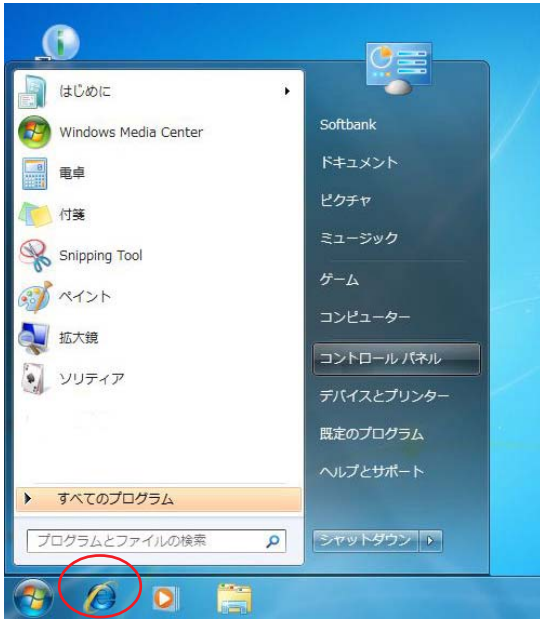 はじめに
Windows Media Center
電卓
付箋
Snipping Tool
ペイント
拡大鏡
ソリティア
すべてのプログラム
プログラムとファイルの検索
Softbank
ドキュメント
ピクチャ
ミュージック
ゲーム
コンピューター
コントロール パネル
デバイスとプリンター
既定のプログラム
ヘルプとサポート
シャットダウン